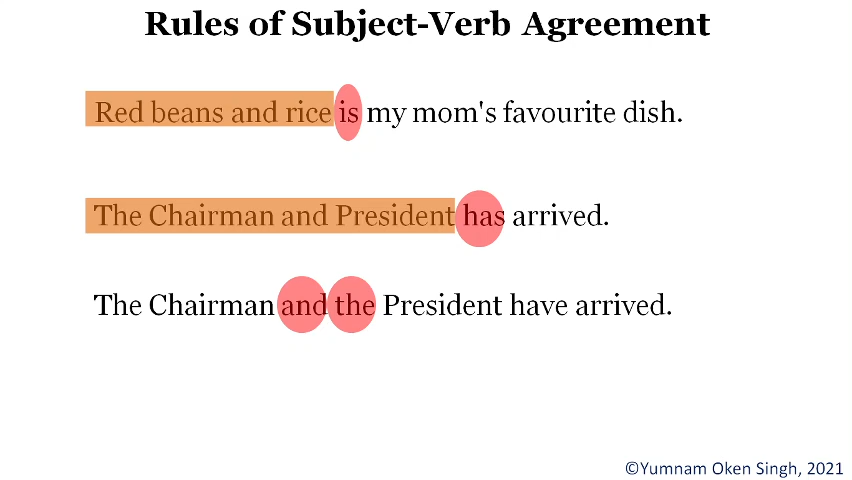 Rules of Subject-Verb Agreement
Red beans and rice is my mom's favourite dish.
The Chairman and President has arrived.
The Chairman and the President have arrived.
©Yumnam Oken Singh, 2021